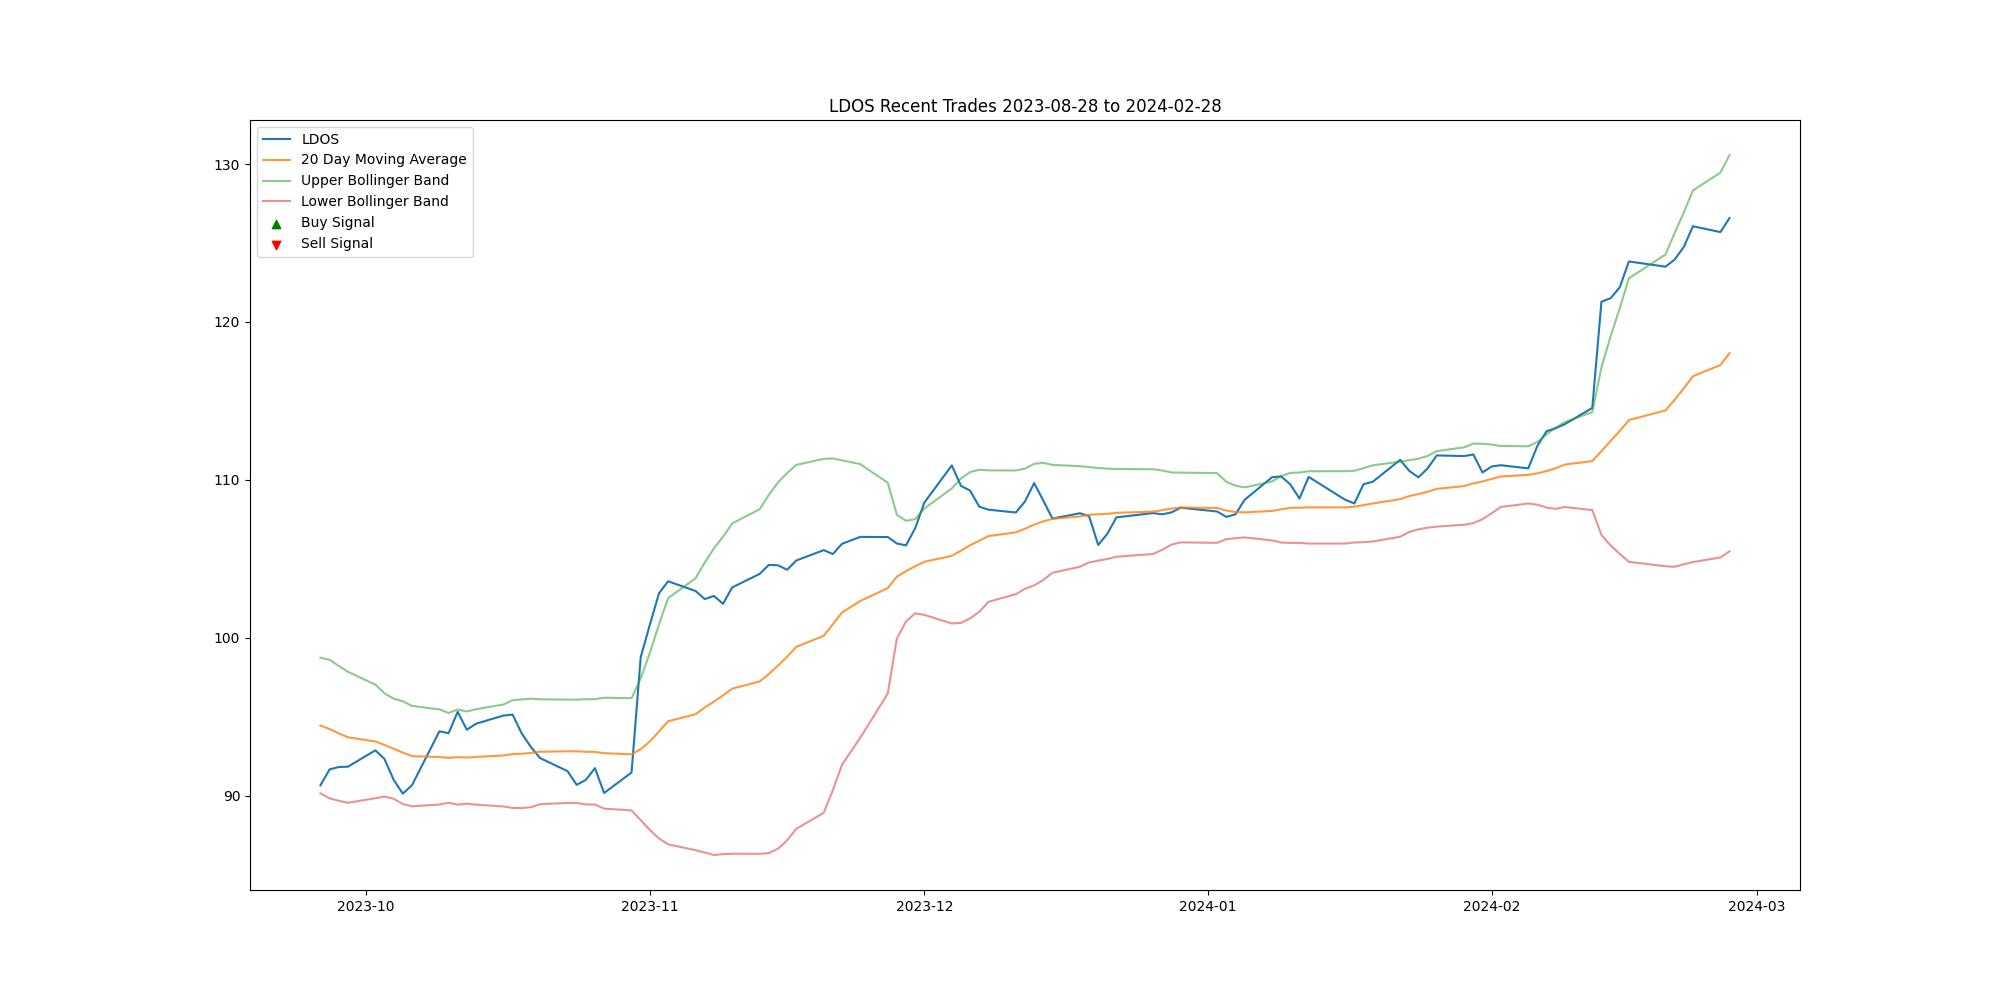 LDOS Recent Trades 2023-08-28 to 2024-02-28
LDOS
20 Day Moving Average
Upper Bollinger Band
Lower Bollinger Band
Buy Signal
Sell Signal
130
120
110
100
90
2023-10
2023-11
2023-12
2024-01
2024-02
2024-03